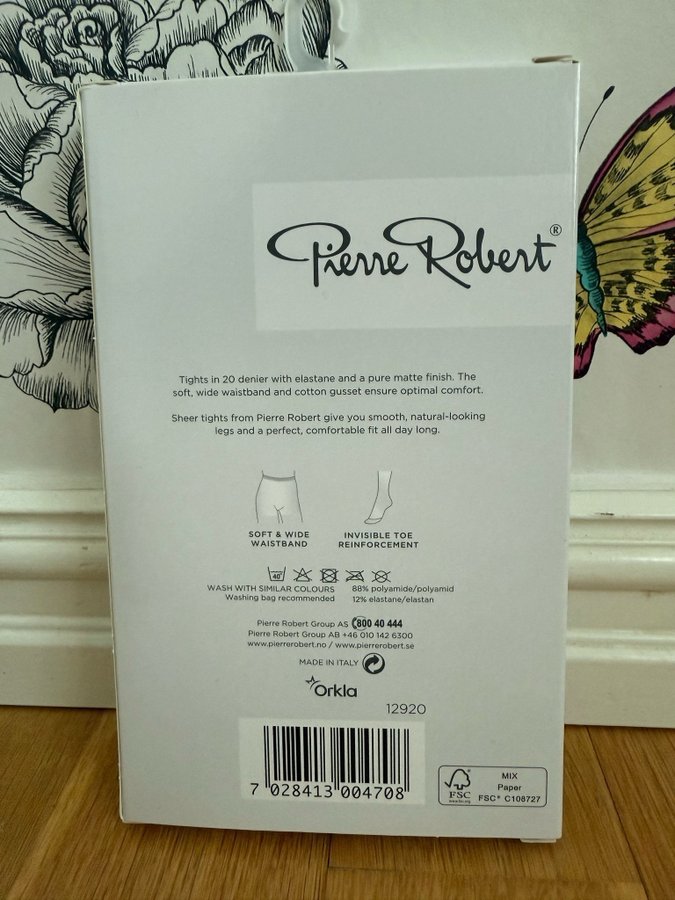 Pierre Robert®
Tights in 20 denier with elastane and a pure matte finish. The
soft, wide waistband and cotton gusset ensure optimal comfort.
Sheer tights from Pierre Robert give you smooth, natural-looking
legs and a perfect, comfortable fit all day long.
SOFT & WIDE
WAISTBAND
INVISIBLE TOE
REINFORCEMENT
40°
WASH WITH SIMILAR COLOURS
Washing bag recommended
88% polyamide/polyamid
12% elastane/elastan
Pierre Robert Group AS 800 40 444
Pierre Robert Group AB +46 010 142 6300
www.pierrerobert.no / www.pierrerobert.se
MADE IN ITALY
Orkla
12920
7 028413 004708
FSC
www.fsc.org
MIX
Paper
FSC® C108727